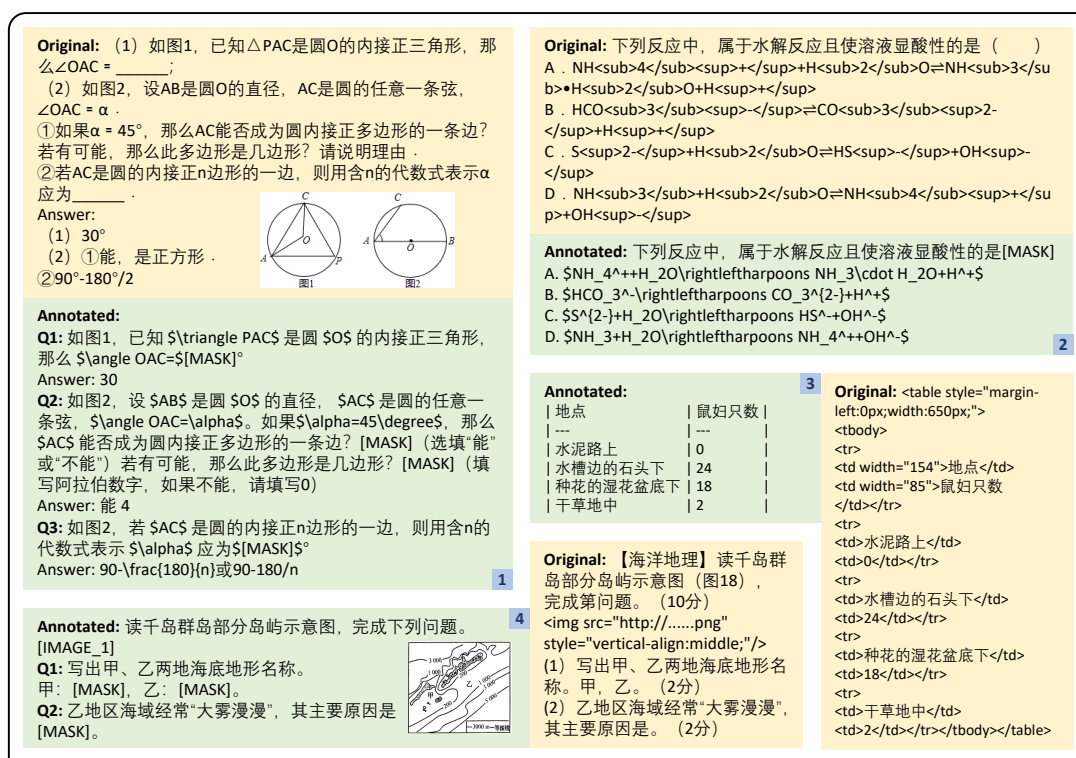 Original: （1）如图1，已知△PAC是圆O的内接正三角形，那
么∠OAC = ______；
（2）如图2，设AB是圆O的直径，AC是圆的任意一条弦，
∠OAC = α．
①如果α = 45°，那么AC能否成为圆内接正多边形的一条边？
若有可能，那么此多边形是几边形？请说明理由．
②若AC是圆的内接正n边形的一边，则用含n的代数式表示α
应为______．
Answer:
（1）30°
（2）①能，是正方形．
②90°-180°/2
C
O
A
P
图1
C
A
O
B
图2
Annotated:
Q1: 如图1，已知 $\triangle PAC$ 是圆 $O$ 的内接正三角形，
那么 $\angle OAC=$[MASK]°
Answer: 30
Q2: 如图2，设 $AB$ 是圆 $O$ 的直径， $AC$ 是圆的任意一
条弦，$\angle OAC=\alpha$。如果$\alpha=45\degree$，那么
$AC$ 能否成为圆内接正多边形的一条边？[MASK]（选填“能”
或“不能”）若有可能，那么此多边形是几边形？[MASK]（填
写阿拉伯数字，如果不能，请填写0）
Answer: 能 4
Q3: 如图2，若 $AC$ 是圆的内接正n边形的一边，则用含n的
代数式表示 $\alpha$ 应为$[MASK]$°
Answer: 90-\frac{180}{n}或90-180/n
1
Original: 下列反应中，属于水解反应且使溶液显酸性的是（　　）
A．NH<sub>4</sub><sup>+</sup>+H<sub>2</sub>O⇌NH<sub>3</su
b>•H<sub>2</sub>O+H<sup>+</sup>
B．HCO<sub>3</sub><sup>-</sup>⇌CO<sub>3</sub><sup>2-
</sup>+H<sup>+</sup>
C．S<sup>2-</sup>+H<sub>2</sub>O⇌HS<sup>-</sup>+OH<sup>-
</sup>
D．NH<sub>3</sub>+H<sub>2</sub>O⇌NH<sub>4</sub><sup>+</su
p>+OH<sup>-</sup>
Annotated: 下列反应中，属于水解反应且使溶液显酸性的是[MASK]
A. $NH_4^++H_2O\rightleftharpoons NH_3\cdot H_2O+H^+$
B. $HCO_3^-\rightleftharpoons CO_3^{2-}+H^+$
C. $S^{2-}+H_2O\rightleftharpoons HS^-+OH^-$
D. $NH_3+H_2O\rightleftharpoons NH_4^++OH^-$
2
Annotated:
| 地点 | 鼠妇只数 |
| --- | --- |
| 水泥路上 | 0 |
| 水槽边的石头下 | 24 |
| 种花的湿花盆底下 | 18 |
| 干草地中 | 2 |
3
Original: <table style="margin-
left:0px;width:650px;">
<tbody>
<tr>
<td width="154">地点</td>
<td width="85">鼠妇只数
</td></tr>
<tr>
<td>水泥路上</td>
<td>0</td></tr>
<tr>
<td>水槽边的石头下</td>
<td>24</td></tr>
<tr>
<td>种花的湿花盆底下</td>
<td>18</td></tr>
<tr>
<td>干草地中</td>
<td>2</td></tr></tbody></table>
Original: 【海洋地理】读千岛群
岛部分岛屿示意图（图18），
完成第问题。（10分）
<img src="http://......png"
style="vertical-align:middle;"/>
(1）写出甲、乙两地海底地形名
称。甲，乙。（2分）
(2）乙地区海域经常“大雾漫漫”，
其主要原因是。（2分）
Annotated: 读千岛群岛部分岛屿示意图，完成下列问题。
[IMAGE_1]
Q1: 写出甲、乙两地海底地形名称。
甲：[MASK]，乙：[MASK]。
Q2: 乙地区海域经常“大雾漫漫”，其主要原因是
[MASK]。
甲
乙
4